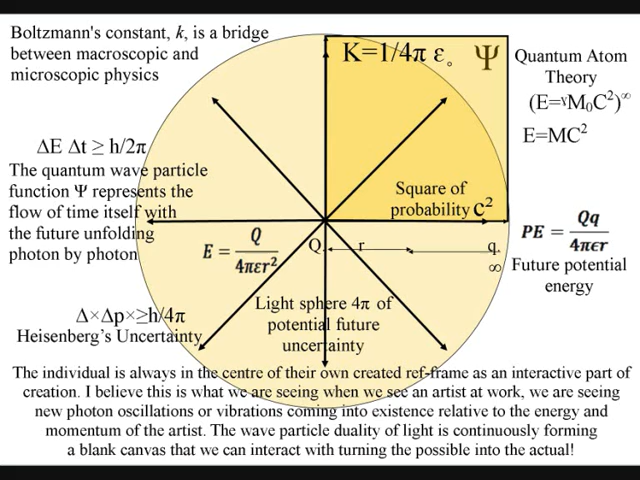 Boltzmann's constant, k, is a bridge
between macroscopic and
microscopic physics
K=1/4π ε。 Ψ
Quantum Atom
Theory
(E=ˠM₀C²)^∞
E=MC²
ΔE Δt ≥ h/2π
The quantum wave particle
function Ψ represents the
flow of time itself with
the future unfolding
photon by photon
Square of
probability c²
E = Q/4πεr²
Q r q
∞
PE = Qq/4πεr
Future potential
energy
Δ×Δp×≥h/4π
Heisenberg's Uncertainty
Light sphere 4π of
potential future
uncertainty
The individual is always in the centre of their own created ref-frame as an interactive part of
creation. I believe this is what we are seeing when we see an artist at work, we are seeing
new photon oscillations or vibrations coming into existence relative to the energy and
momentum of the artist. The wave particle duality of light is continuously forming
a blank canvas that we can interact with turning the possible into the actual!